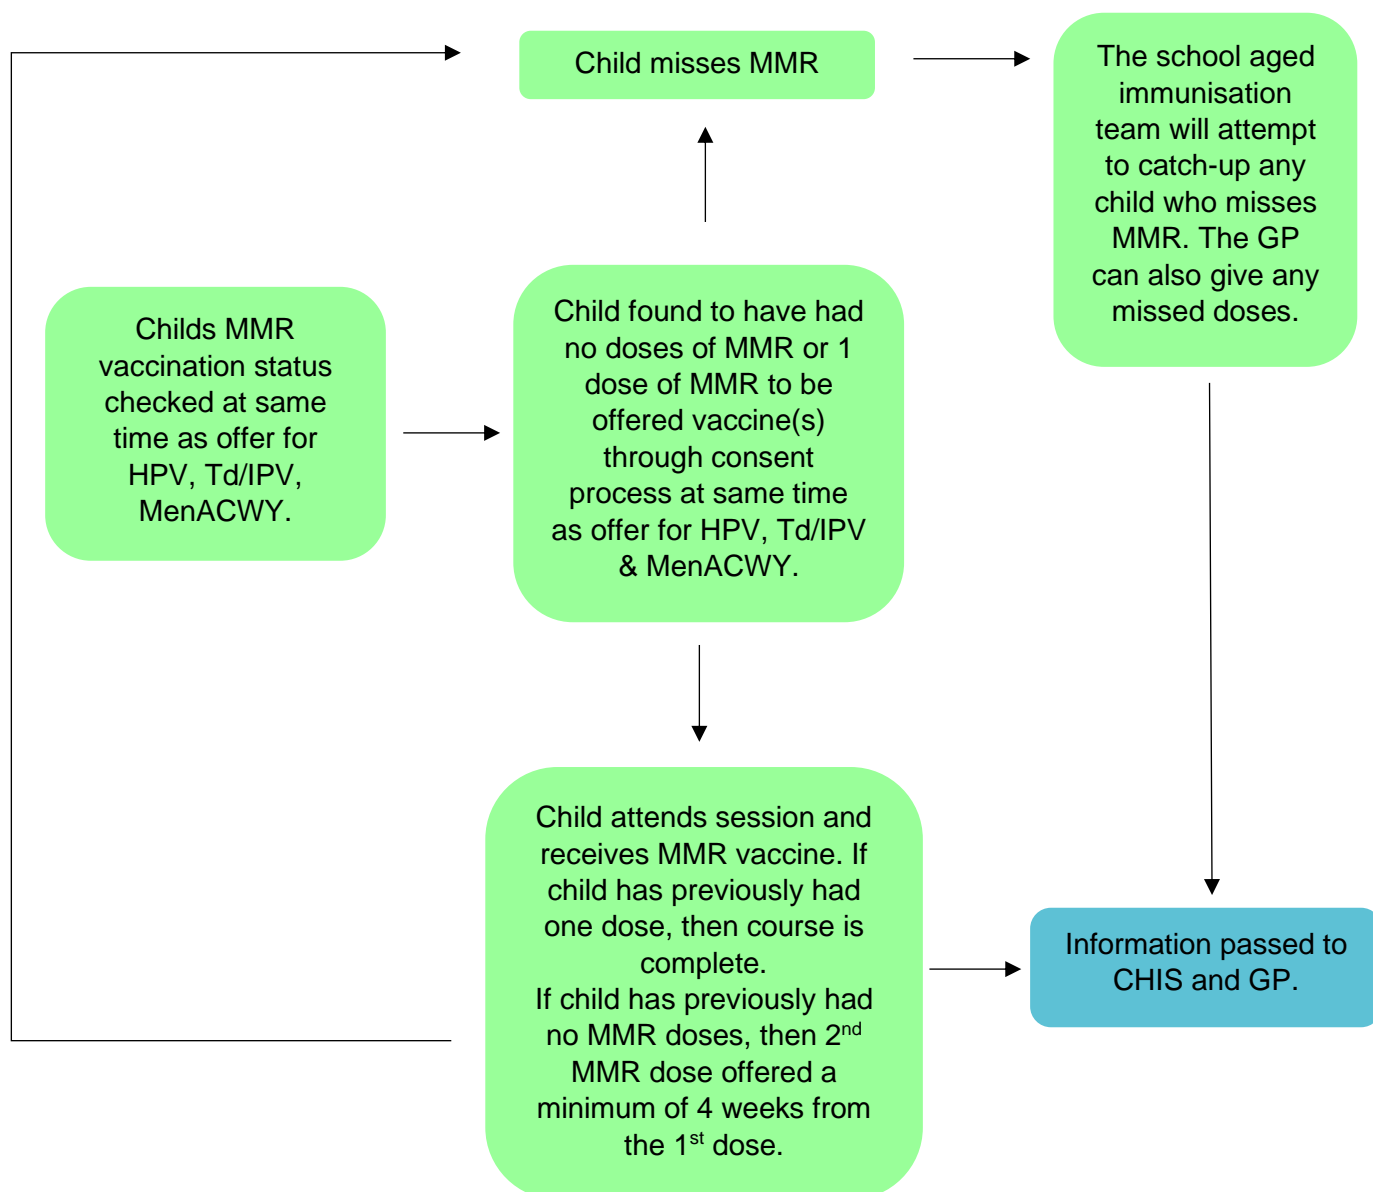 Child misses MMR
The school aged
immunisation
team will attempt
to catch-up any
child who misses
MMR. The GP
can also give any
missed doses.
Childs MMR
vaccination status
checked at same
time as offer for
HPV, Td/IPV,
MenACWY.
Child found to have had
no doses of MMR or 1
dose of MMR to be
offered vaccine(s)
through consent
process at same time
as offer for HPV, Td/IPV
& MenACWY.
Child attends session and
receives MMR vaccine. If
child has previously had
one dose, then course is
complete.
If child has previously had
no MMR doses, then 2nd
MMR dose offered a
minimum of 4 weeks from
the 1st dose.
Information passed to
CHIS and GP.